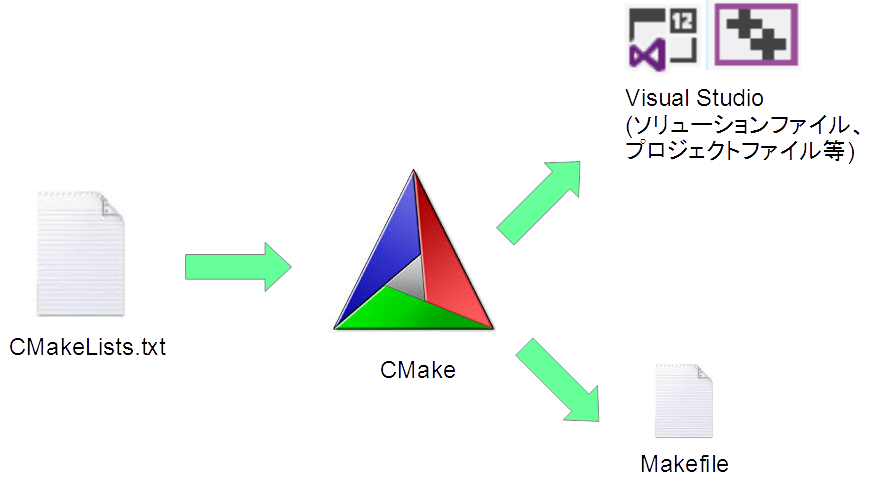 12
Visual Studio
(ソリューションファイル、
プロジェクトファイル等)
CMakeLists.txt
CMake
Makefile